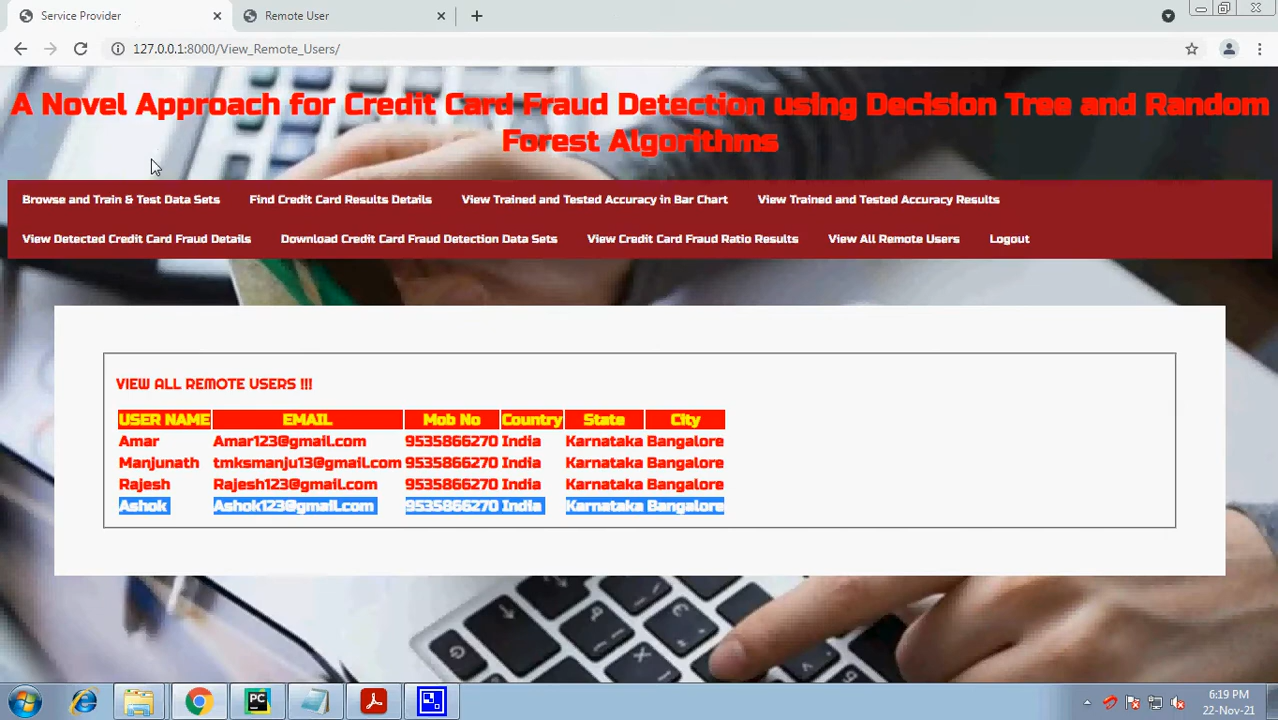 Service Provider
Remote User
127.0.0.1:8000/View_Remote_Users/
A Novel Approach for Credit Card Fraud Detection using Decision Tree and Random
Forest Algorithms
Browse and Train & Test Data Sets Find Credit Card Results Details View Trained and Tested Accuracy in Bar Chart View Trained and Tested Accuracy Results
View Detected Credit Card Fraud Details Download Credit Card Fraud Detection Data Sets View Credit Card Fraud Ratio Results View All Remote Users Logout
VIEW ALL REMOTE USERS !!!
USER NAME EMAIL Mob No Country State City
Amar Amar123@gmail.com 9535866270 India Karnataka Bangalore
Manjunath tmksmanju13@gmail.com 9535866270 India Karnataka Bangalore
Rajesh Rajesh123@gmail.com 9535866270 India Karnataka Bangalore
Ashok Ashok123@gmail.com 9535866270 India Karnataka Bangalore
PC
6:19 PM
22-Nov-21